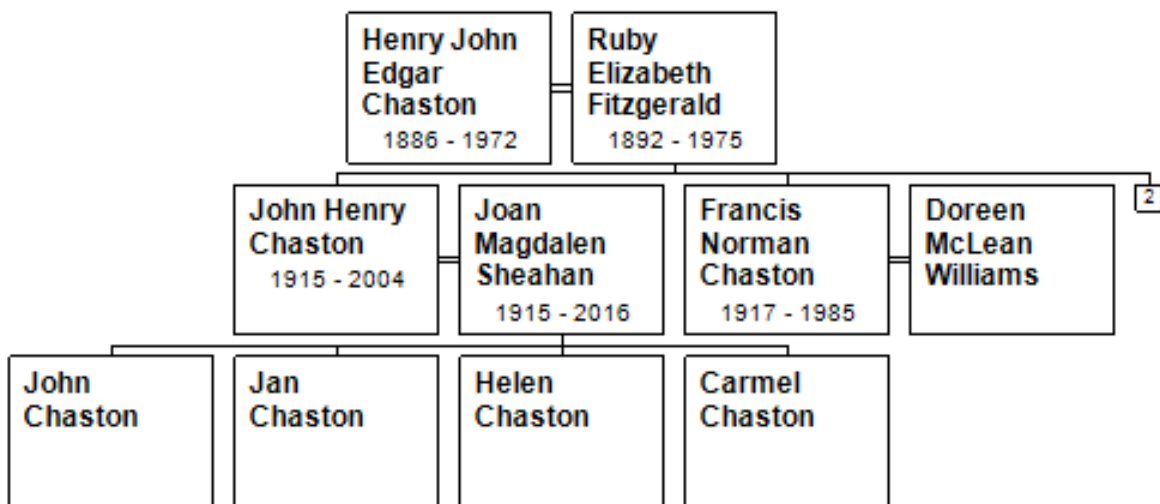 Henry John
Edgar
Chaston
1886 - 1972
Ruby
Elizabeth
Fitzgerald
1892 - 1975
John Henry
Chaston
1915 - 2004
Joan
Magdalen
Sheahan
1915 - 2016
Francis
Norman
Chaston
1917 - 1985
Doreen
McLean
Williams
2
John
Chaston
Jan
Chaston
Helen
Chaston
Carmel
Chaston